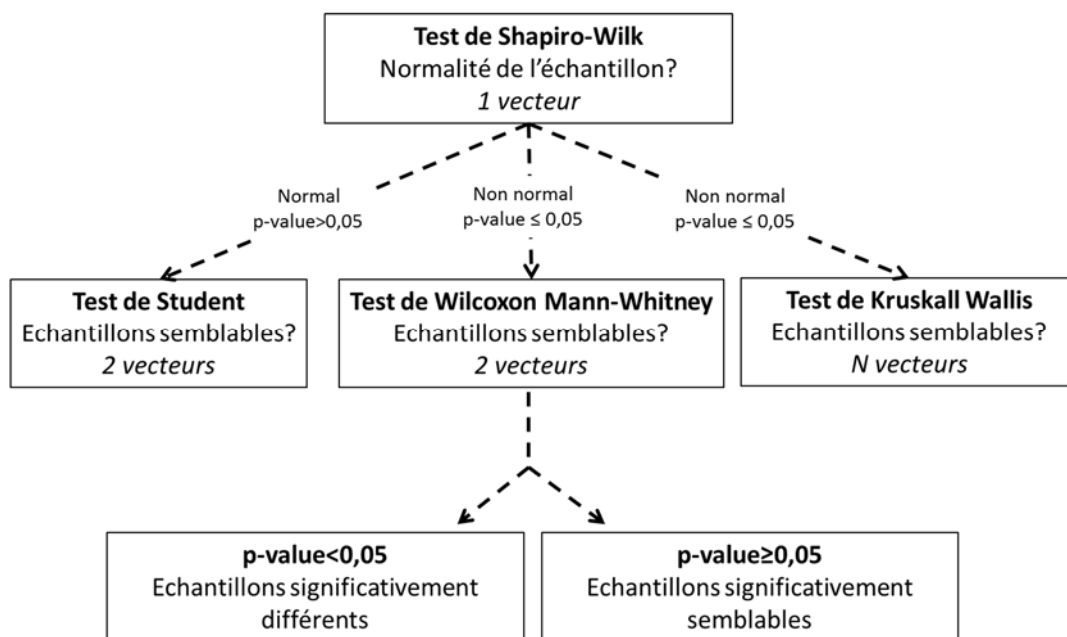 Test de Shapiro-Wilk
Normalité de l'échantillon?
1 vecteur
Normal
p-value>0,05
Non normal
p-value ≤ 0,05
Non normal
p-value ≤ 0,05
Test de Student
Echantillons semblables?
2 vecteurs
Test de Wilcoxon Mann-Whitney
Echantillons semblables?
2 vecteurs
Test de Kruskall Wallis
Echantillons semblables?
N vecteurs
p-value<0,05
Echantillons significativement
différents
p-value≥0,05
Echantillons significativement
semblables